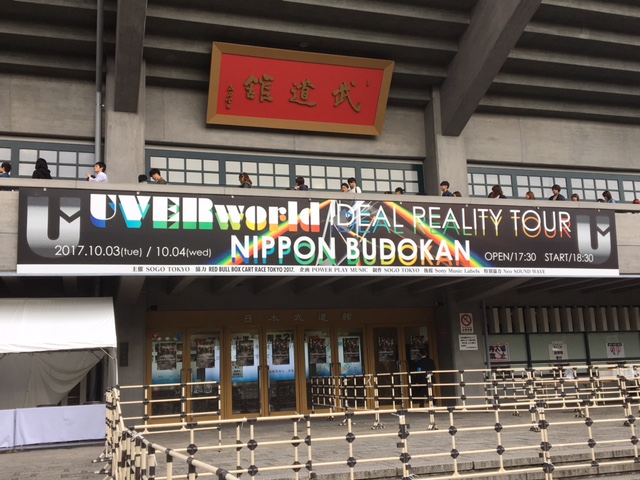 館道武
UVERworld IDEAL REALITY TOUR
2017.10.03(tue) / 10.04(wed) NIPPON BUDOKAN OPEN/17:30 START/18:30
主催 SOGO TOKYO 協力 RED BULL BOX CART RACE TOKYO 2017. 企画 POWER PLAY MUSIC 制作 SOGO TOKYO 後援 Sony Music Labels 特別協力 Neo SOUND WAVE
日本武道館